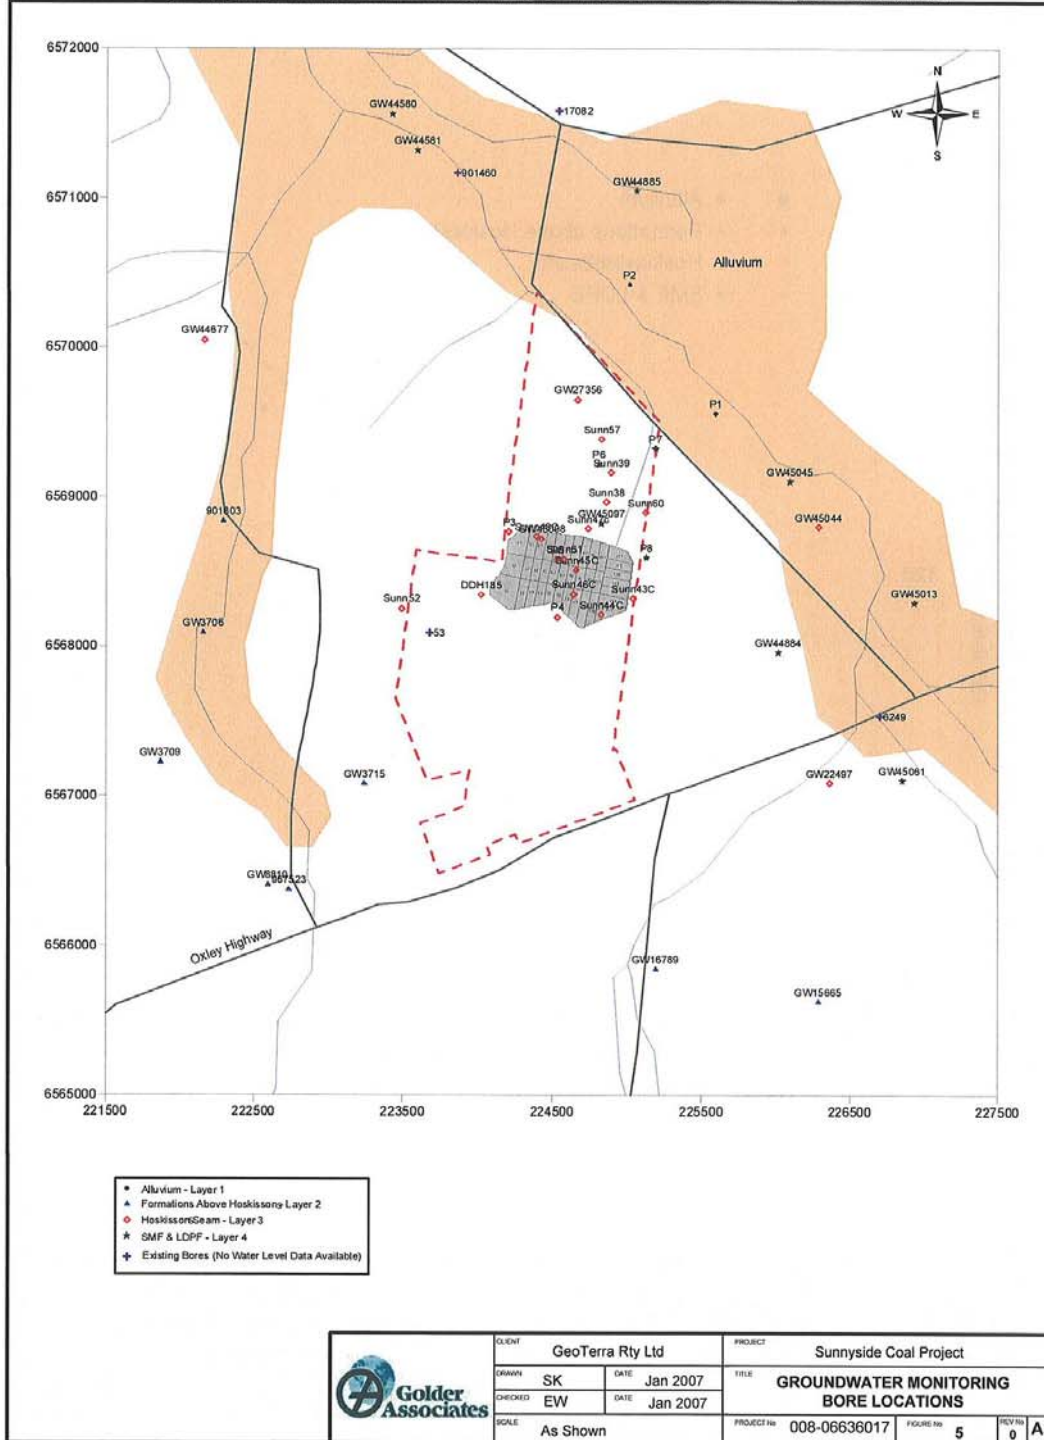 6572000
6571000
6570000
6569000
6568000
6567000
6566000
6565000
221500
222500
223500
224500
225500
226500
227500
N
W
E
S
GW44580
GW44561
901460
17082
GW44885
P2
Alluvium
GW44677
GW27356
P1
Sunn57
P7
P6
Sunn39
GW45045
Sunn38
Sunn60
GW45097
GW45044
901803
P3
P8
Sunn45C
DDH185
Sunn46C
Sunn43C
Sunn52
Sunn44C
P4
GW45013
GW3706
53
GW44884
6249
GW3709
GW3715
GW22497
GW45061
967523
Oxley Highway
GW16789
GW15665
Alluvium - Layer 1
Formations Above Hoskissons- Layer 2
HoskissonsSeam - Layer 3
SMF & LDPF - Layer 4
Existing Bores (No Water Level Data Available)
Golder
Associates
CLIENT
GeoTerra Rty Ltd
PROJECT
Sunnyside Coal Project
DRAWN
SK
DATE
Jan 2007
TITLE
GROUNDWATER MONITORING
BORE LOCATIONS
CHECKED
EW
DATE
Jan 2007
SCALE
As Shown
PROJECT No
008-06636017
FIGURE No
5
REV No
0
A